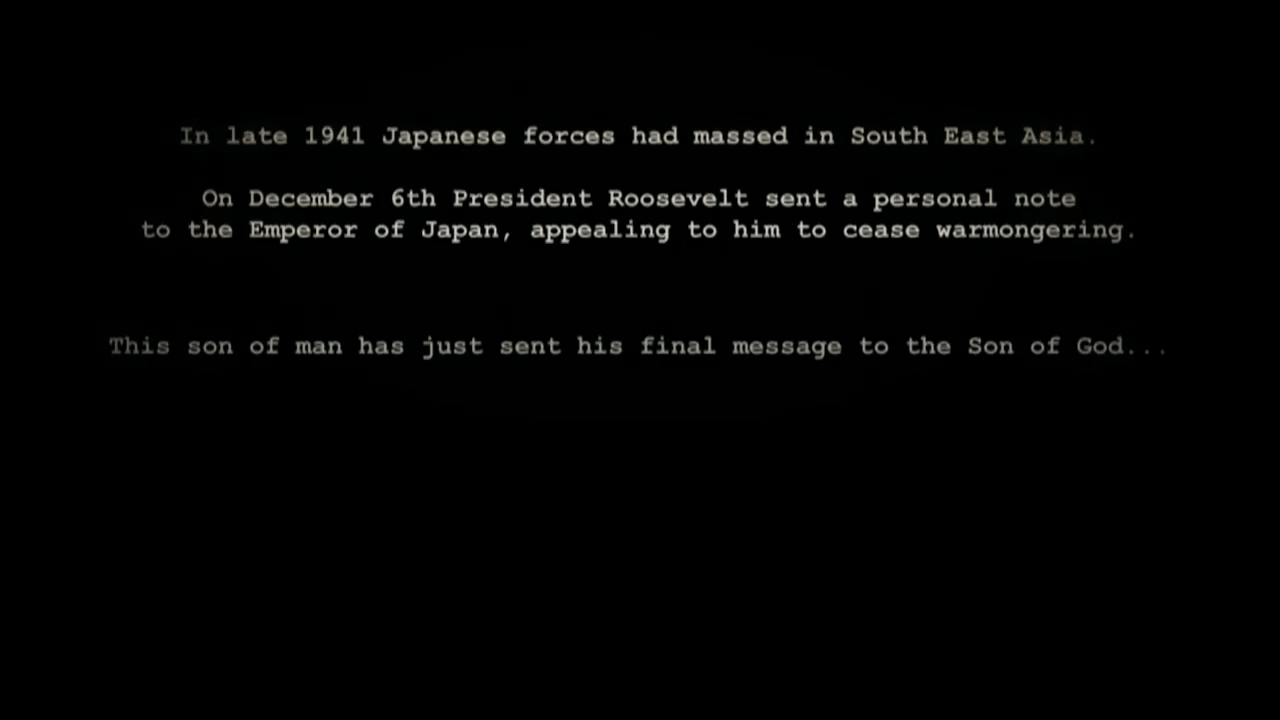 In late 1941 Japanese forces had massed in South East Asia.
On December 6th President Roosevelt sent a personal note
to the Emperor of Japan, appealing to him to cease warmongering.
This son of man has just sent his final message to the Son of God...